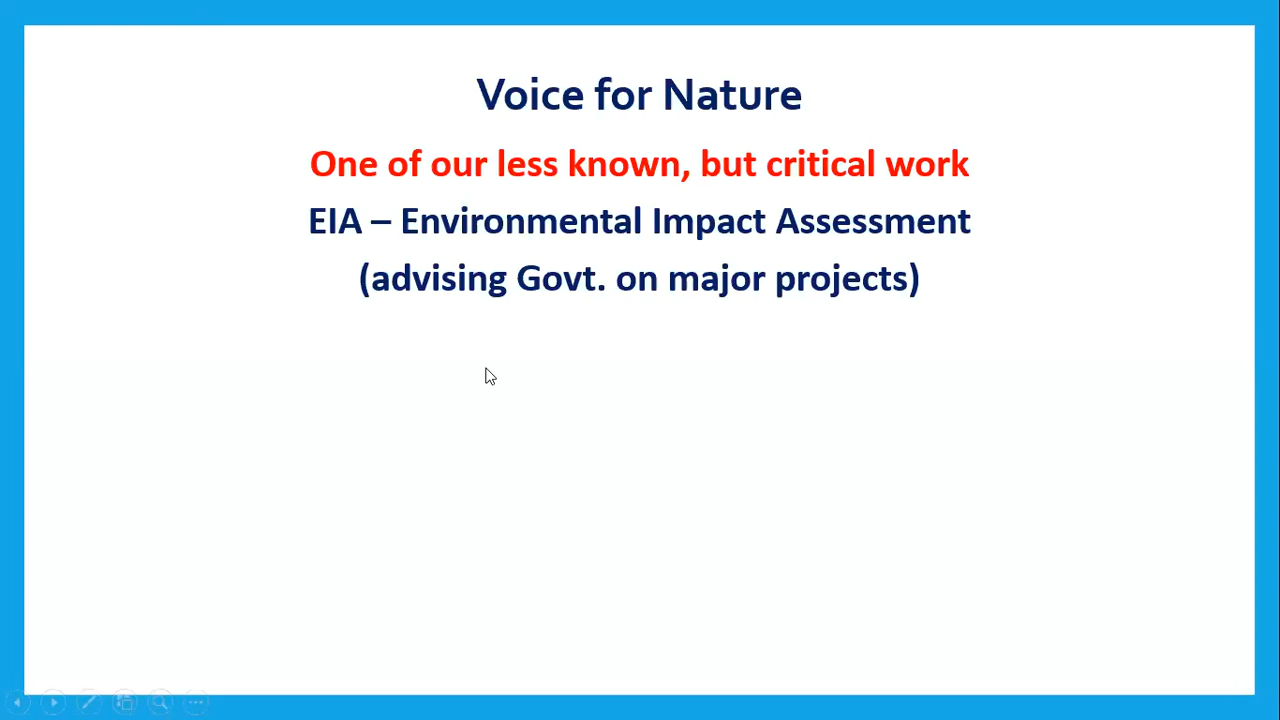 Voice for Nature
One of our less known, but critical work
EIA – Environmental Impact Assessment
(advising Govt. on major projects)